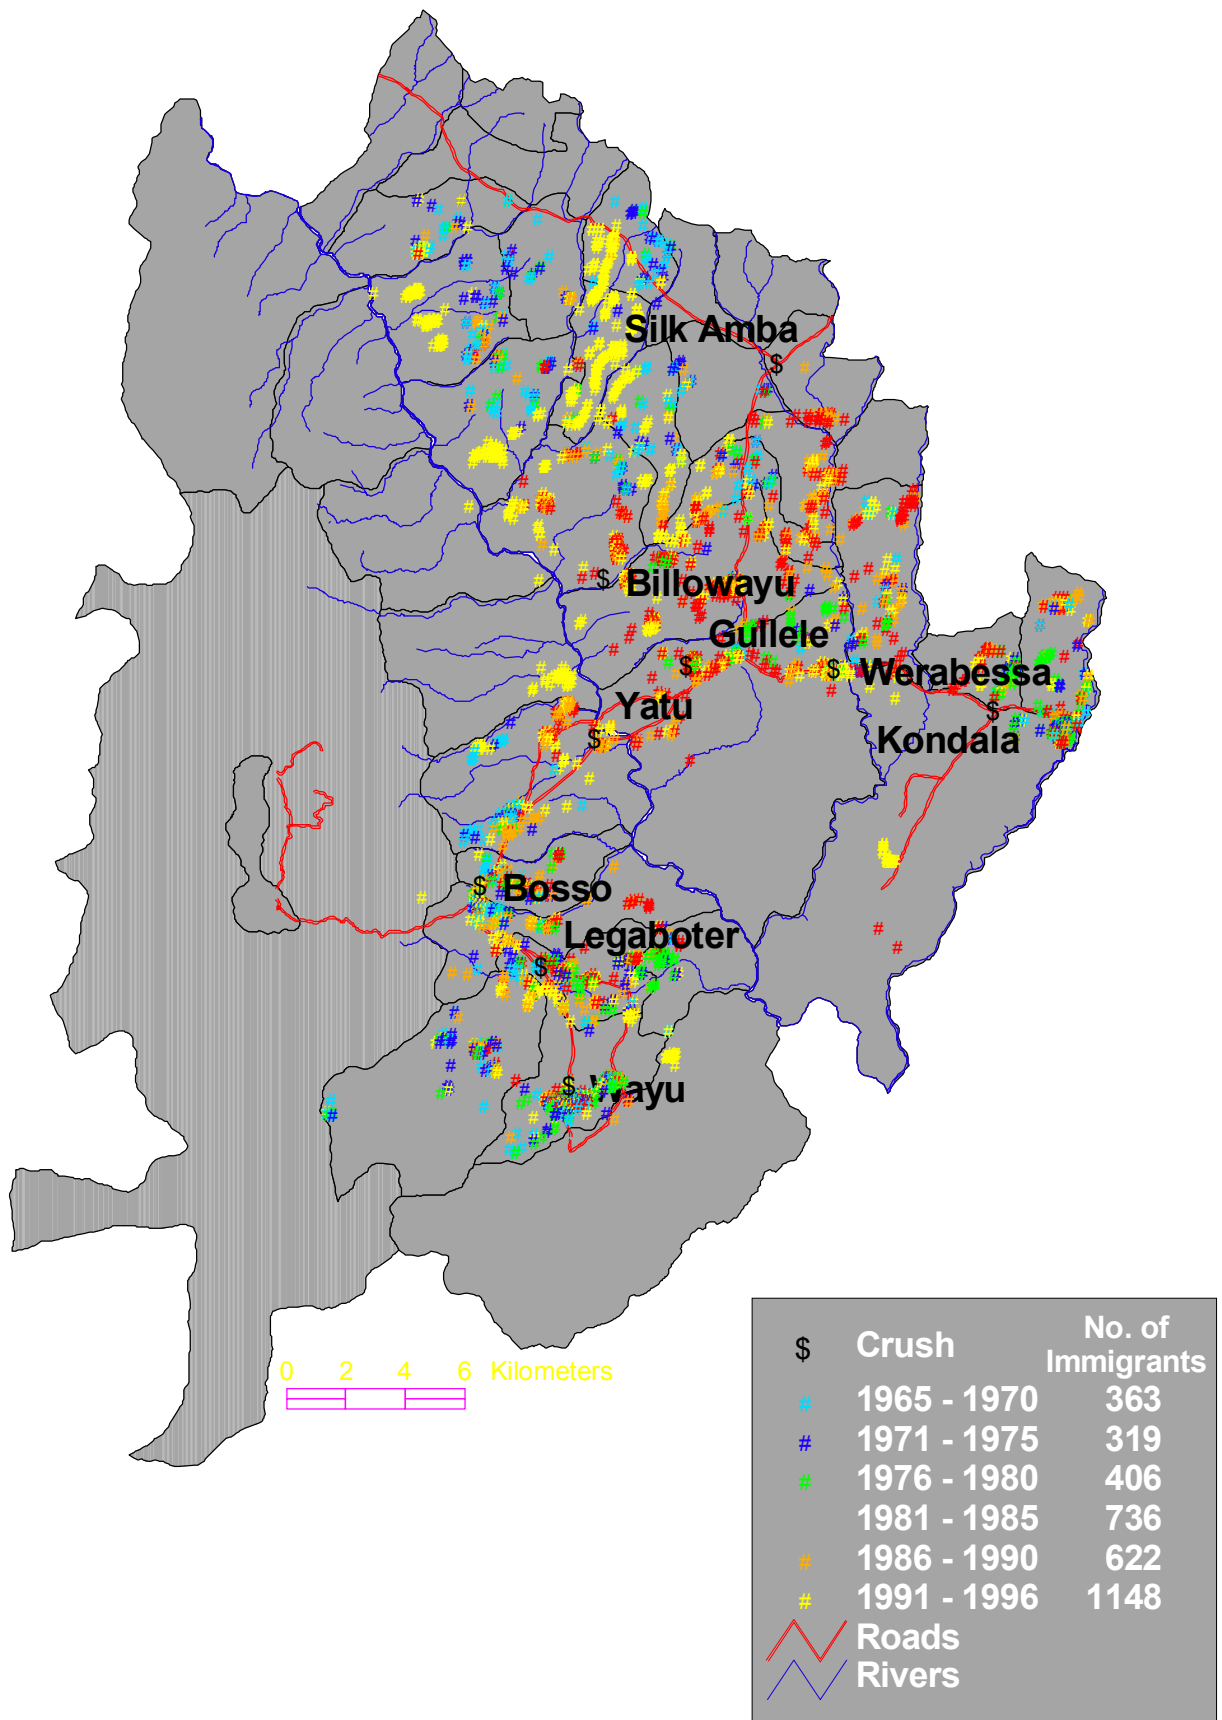 Silk Amba
$
$
Billowayu
Gullele
$
$
Werabessa
Yatu
$
$
Kondala
$
Bosso
Legaboter
$
$
Wayu
0 2 4 6 Kilometers
No. of
Immigrants
$ Crush
# 1965 - 1970 363
# 1971 - 1975 319
# 1976 - 1980 406
1981 - 1985 736
# 1986 - 1990 622
# 1991 - 1996 1148
Roads
Rivers